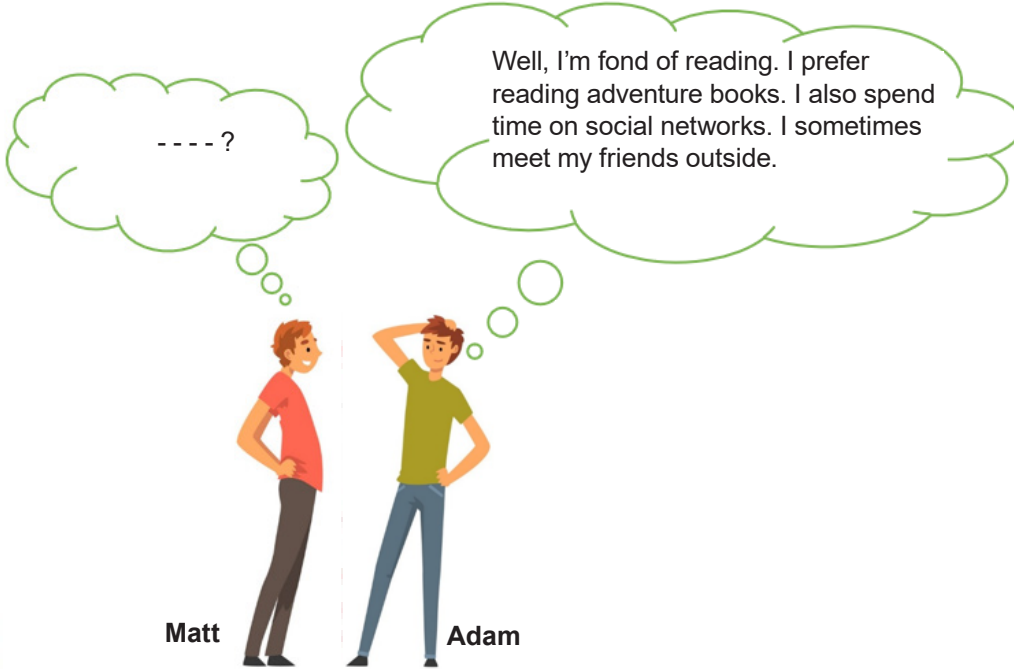 - - - - ?
Well, I’m fond of reading. I prefer
reading adventure books. I also spend
time on social networks. I sometimes
meet my friends outside.
Matt
Adam